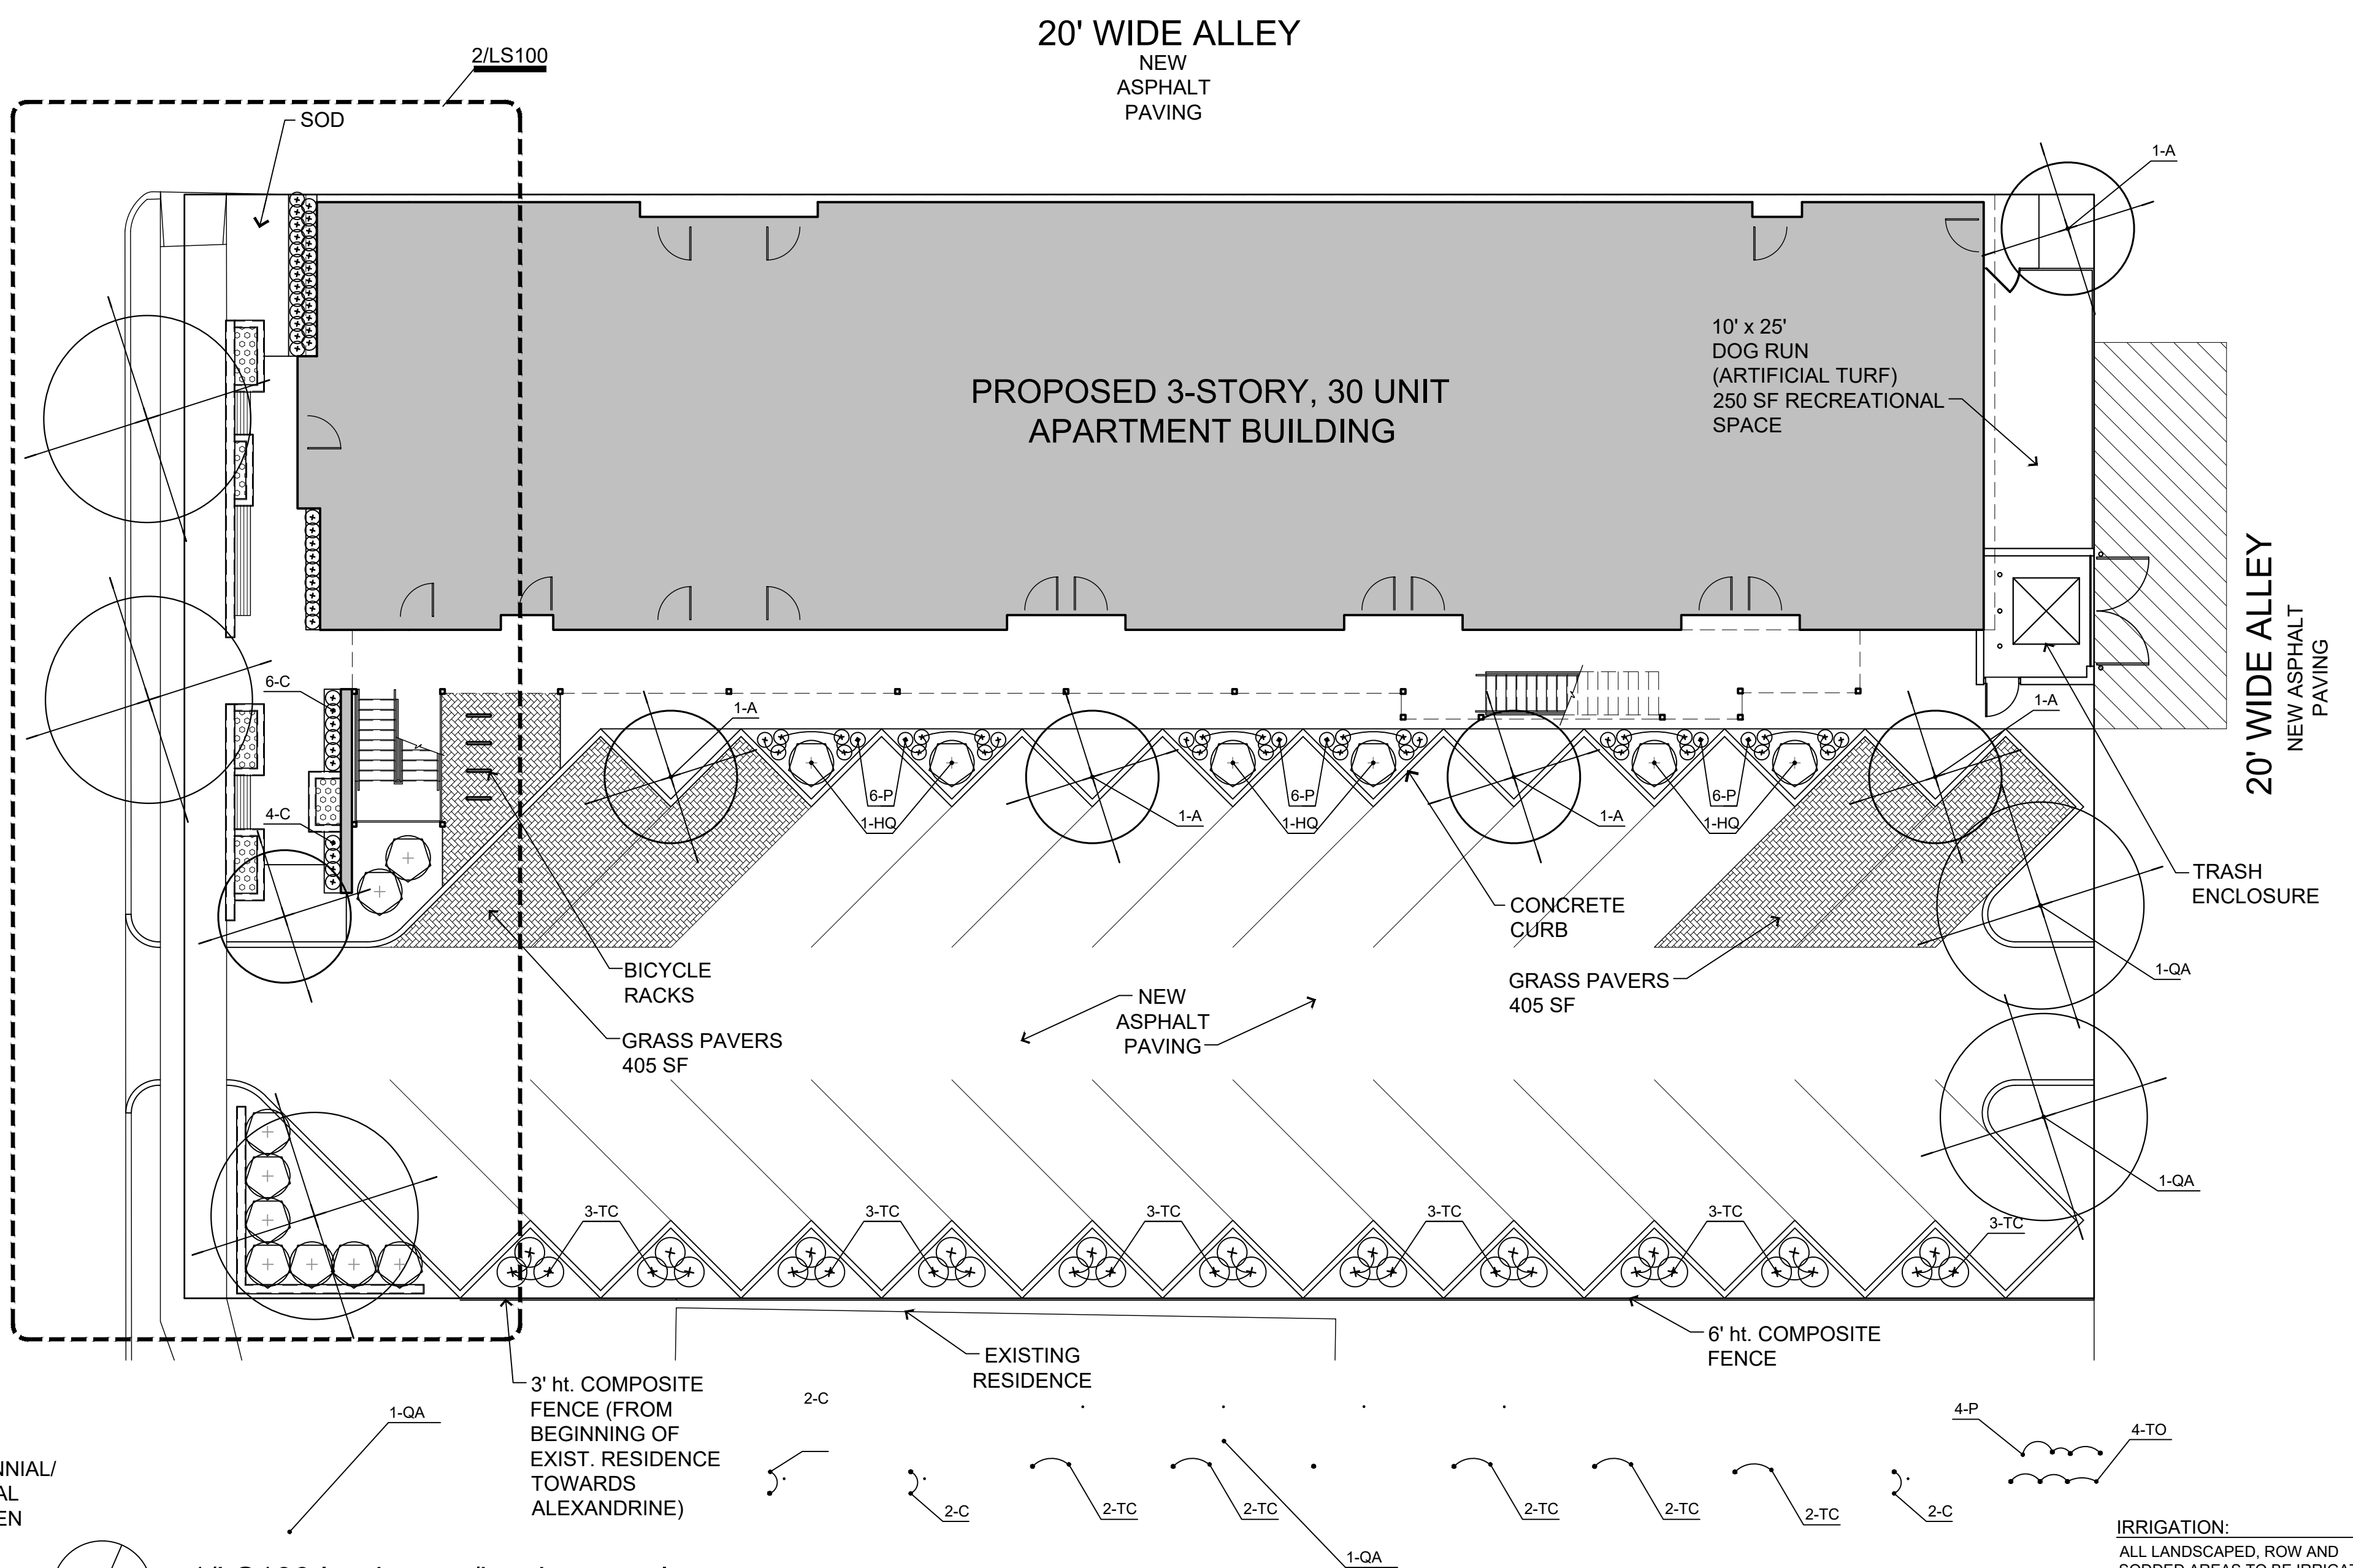 20' WIDE ALLEY
NEW
ASPHALT
PAVING
2/LS100
SOD
1-A
10' x 25'
DOG RUN
(ARTIFICIAL TURF)
250 SF RECREATIONAL
SPACE
PROPOSED 3-STORY, 30 UNIT
APARTMENT BUILDING
20' WIDE ALLEY
NEW ASPHALT
PAVING
6-C
4-C
1-A
1-A
6-P
6-P
6-P
1-HQ
1-HQ
1-HQ
1-A
1-A
TRASH
ENCLOSURE
CONCRETE
CURB
BICYCLE
RACKS
GRASS PAVERS
405 SF
GRASS PAVERS
405 SF
NEW
ASPHALT
PAVING
1-QA
1-QA
3-TC
3-TC
3-TC
3-TC
3-TC
3-TC
6' ht. COMPOSITE
FENCE
EXISTING
RESIDENCE
3' ht. COMPOSITE
FENCE (FROM
BEGINNING OF
EXIST. RESIDENCE
TOWARDS
ALEXANDRINE)
1-QA
2-C
2-C
2-TC
2-TC
2-TC
2-TC
2-TC
2-C
4-P
4-TO
1-QA
NNIAL/
AL
EN
IRRIGATION:
ALL LANDSCAPED, ROW AND